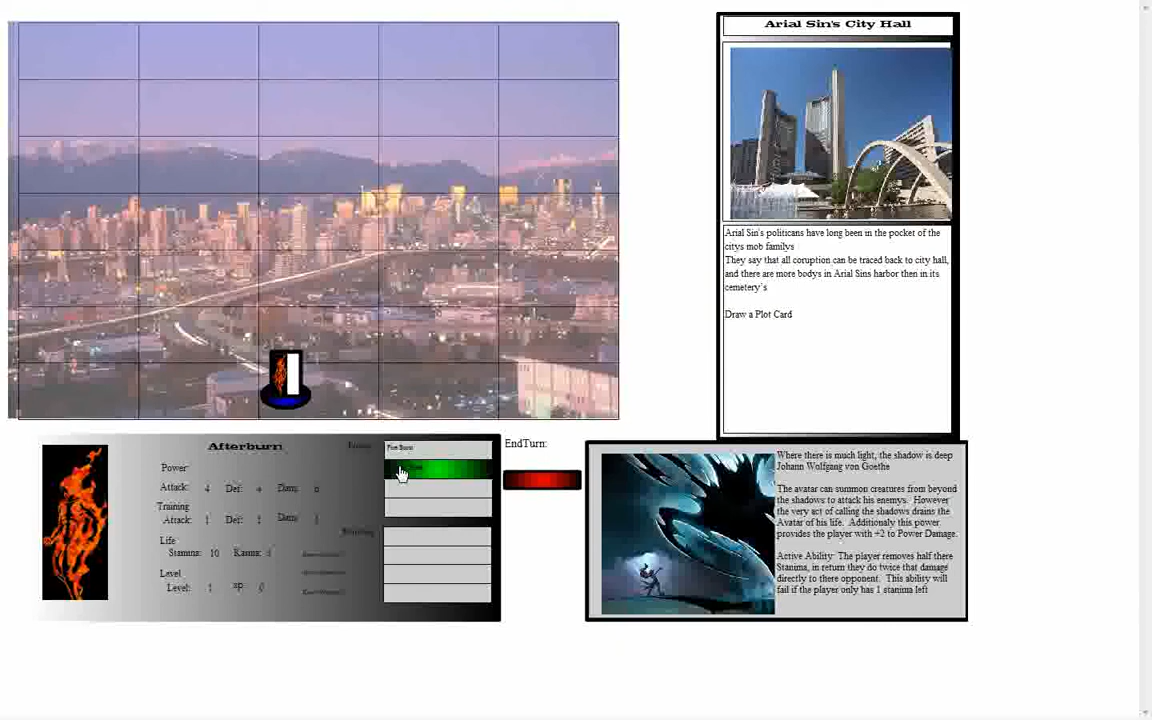 Arial Sin's City Hall
Arial Sin's politicans have long been in the pocket of the
citys mob familys
They say that all coruption can be traced back to city hall,
and there are more bodys in Arial Sins harbor then in its
cemetery's
Draw a Plot Card
Afterburn
Power:
Attack: 4 Def: 4 Dam: 6
Training
Attack: 1 Def: 1 Dam: 1
Life
Stamina: 10 Karma:
Level
Level: 1 xp 0
EndTurn:
Where there is much light, the shadow is deep
Johann Wolfgang von Goethe
The avatar can summon creatures from beyond
the shadows to attack his enemys. However
the very act of calling the shadows drains the
Avatar of his life. Additionaly this power
provides the player with +2 to Power Damage.
Active Ability: The player removes half there
Stanima, in return they do twice that damage
directly to there opponent. This ability will
fail if the player only has 1 stanima left